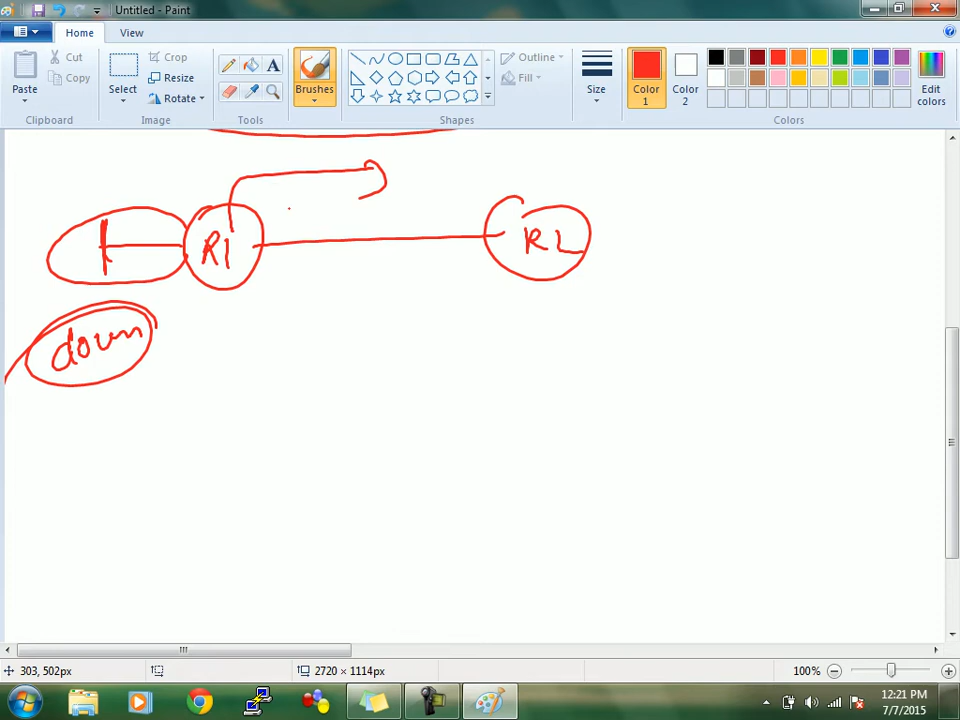 Untitled - Paint
Home
View
Paste
Cut
Copy
Clipboard
Select
Crop
Resize
Rotate
Image
A
Tools
Brushes
Outline
Fill
Shapes
Size
Color
1
Color
2
Edit
colors
Colors
R1
R2
down
303, 502px
2720 × 1114px
100%
12:21 PM
7/7/2015